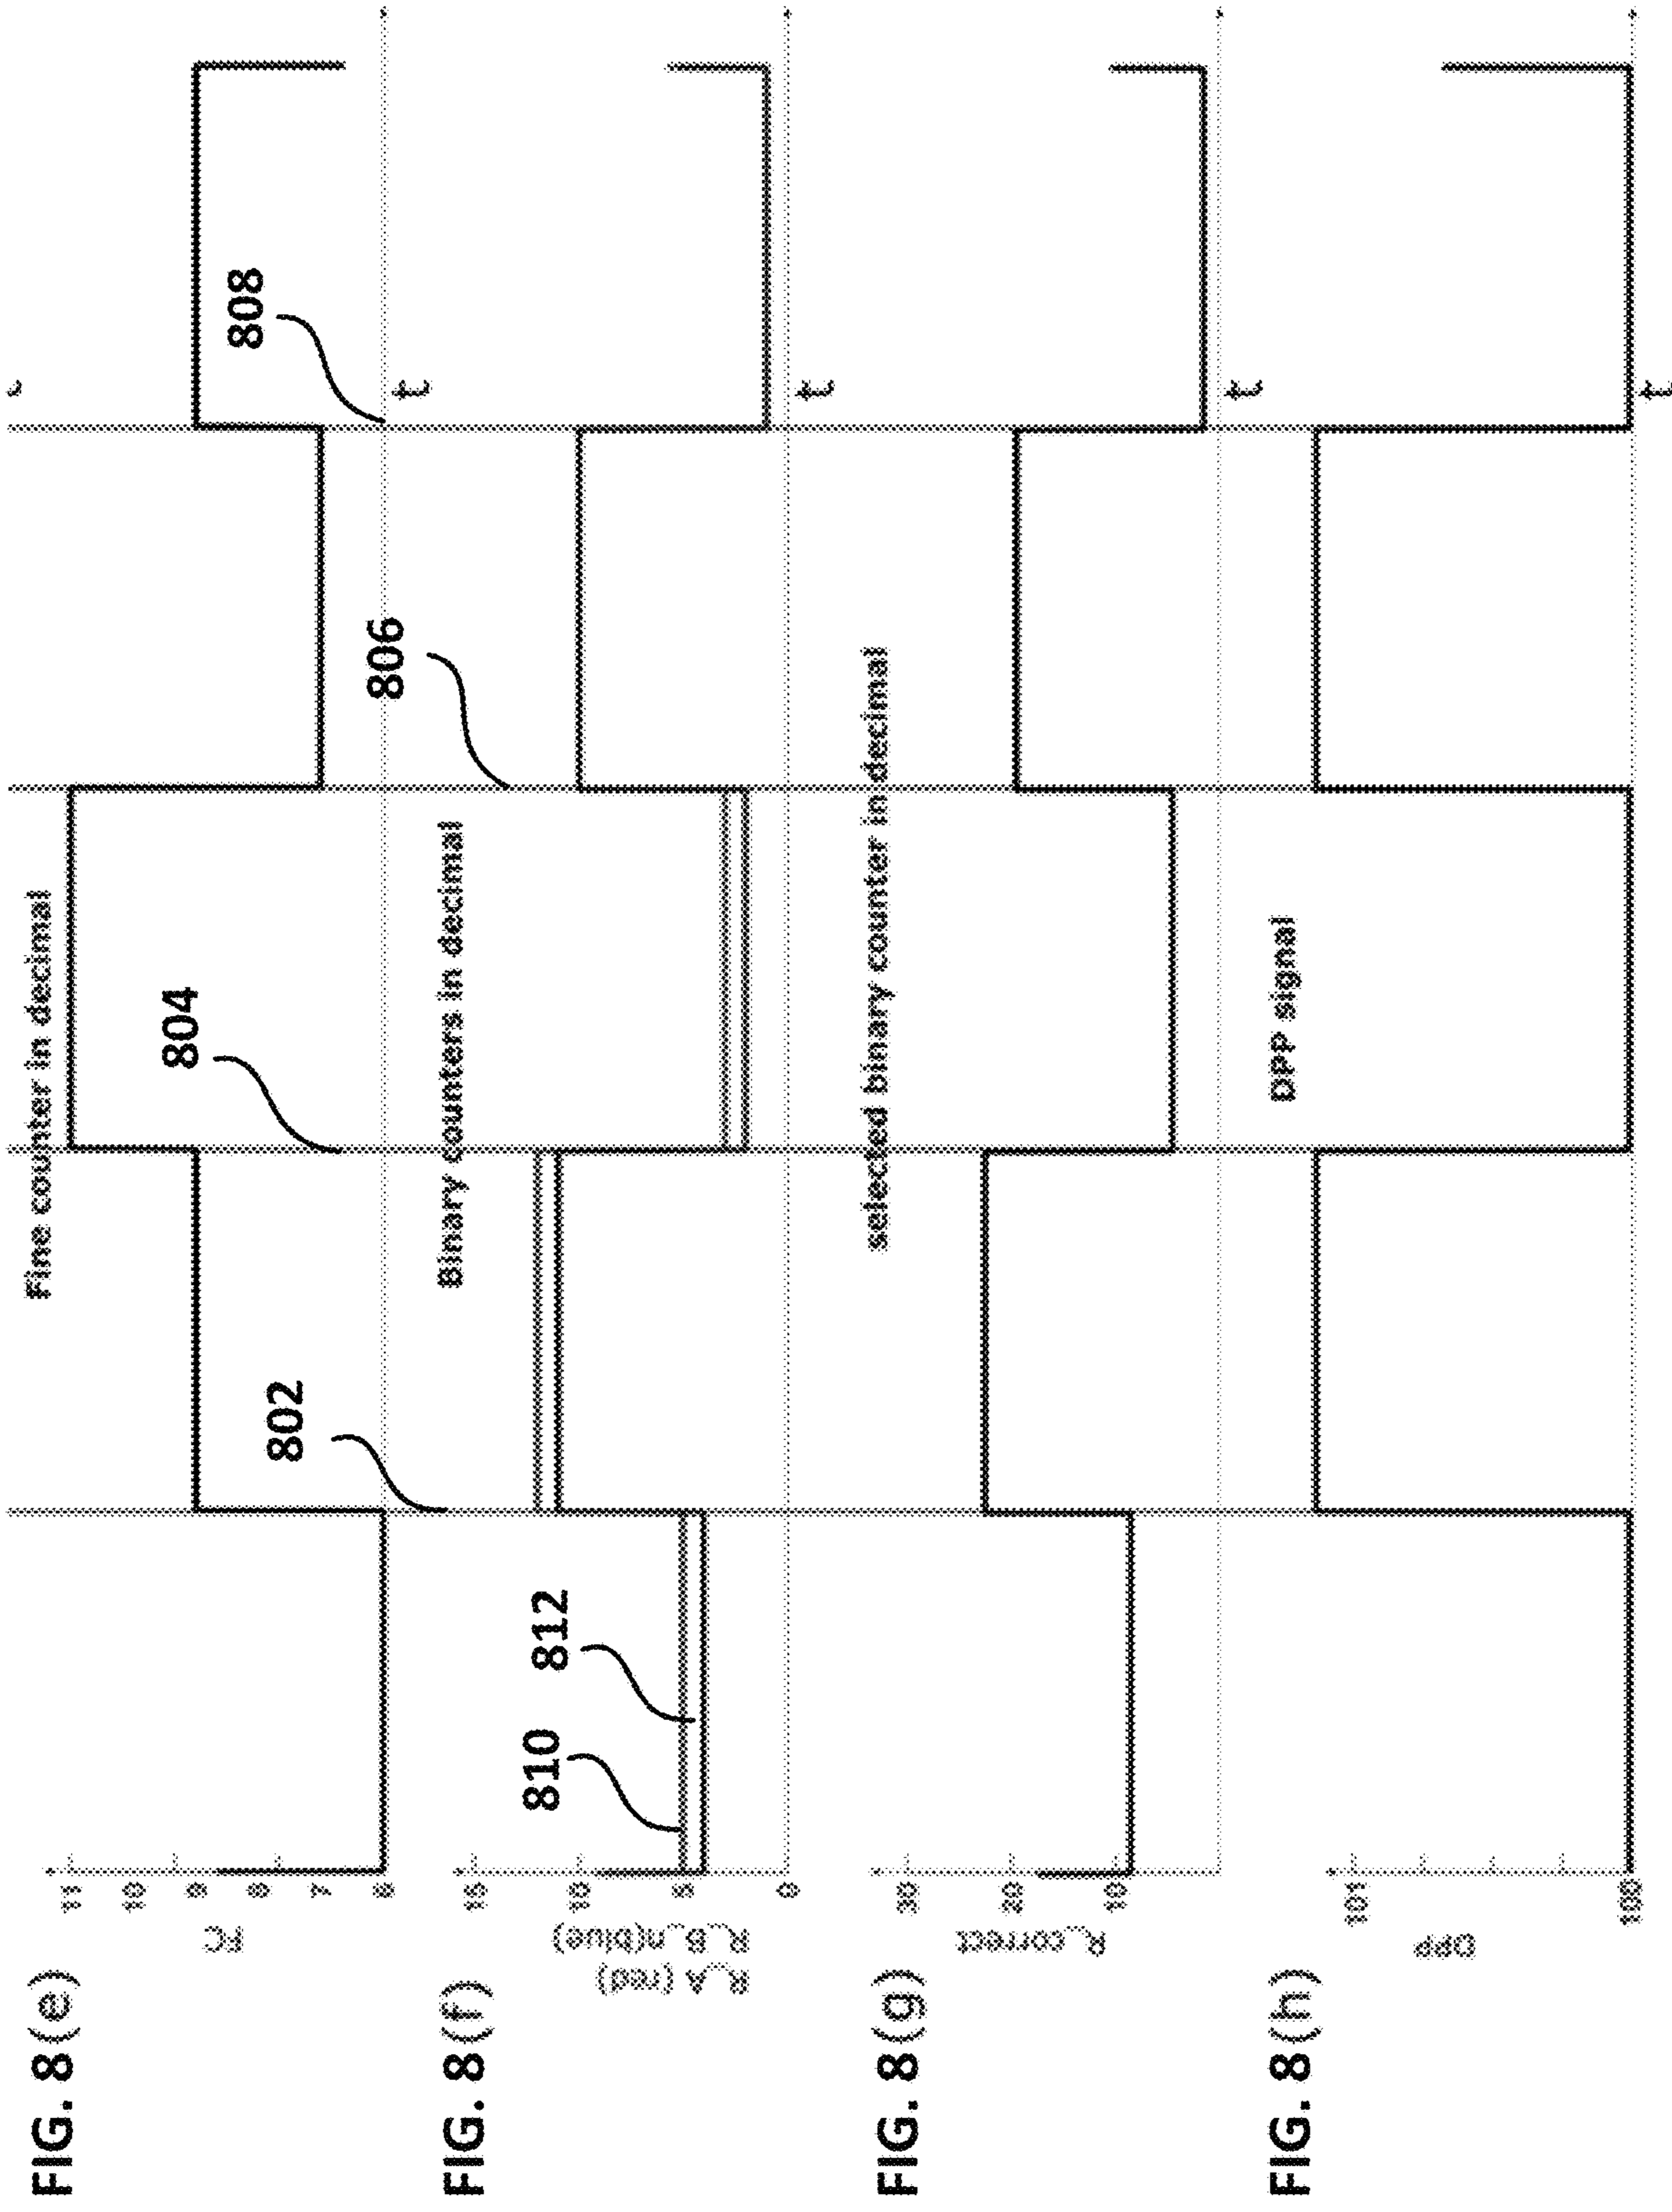 FIG. 8(e)
FC
11
10
9
8
7
6
Fine counter in decimal
802
804
808
t
t
FIG. 8(f)
R_A (red)
R_B_n(blue)
15
10
5
0
Binary counters in decimal
810
812
806
t
FIG. 8(g)
R_correct
30
20
10
selected binary counter in decimal
t
FIG. 8(h)
DPP
101
100
DPP signal
t